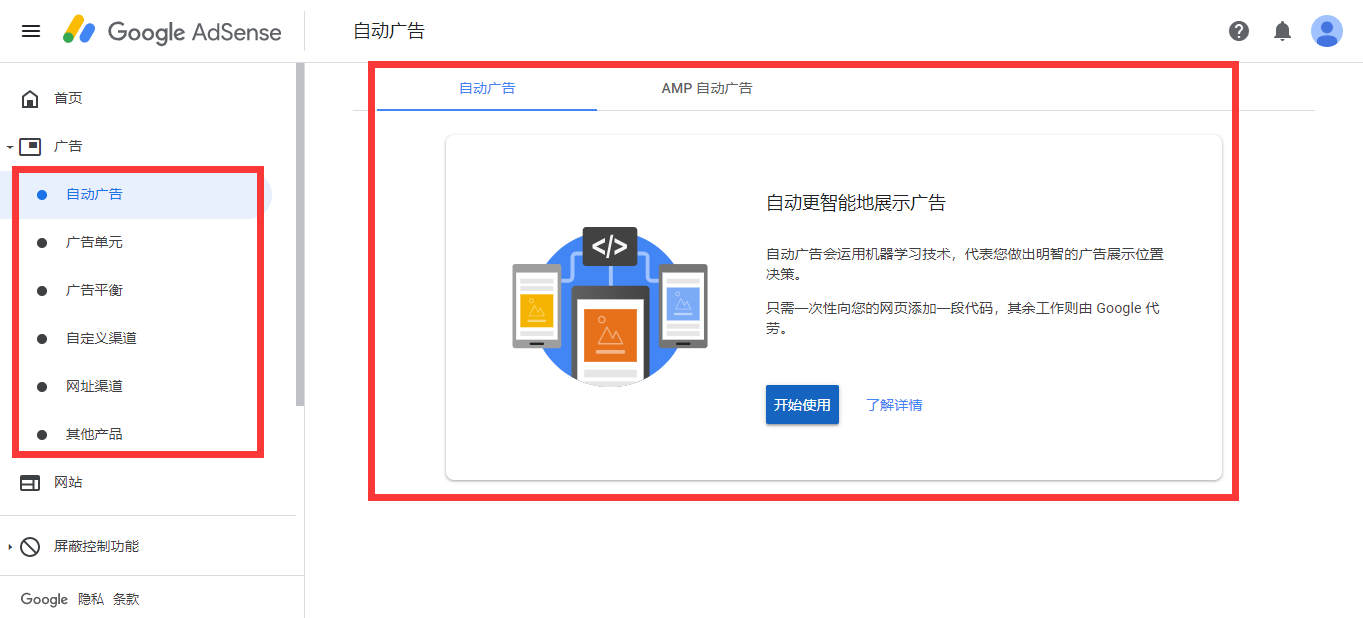 Google AdSense
自动广告
首页
广告
自动广告
广告单元
广告平衡
自定义渠道
网址渠道
其他产品
网站
屏蔽控制功能
Google 隐私 条款
自动广告 AMP 自动广告
</>
自动更智能地展示广告
自动广告会运用机器学习技术，代表您做出明智的广告展示位置
决策。
只需一次性向您的网页添加一段代码，其余工作则由 Google 代
劳。
开始使用 了解详情